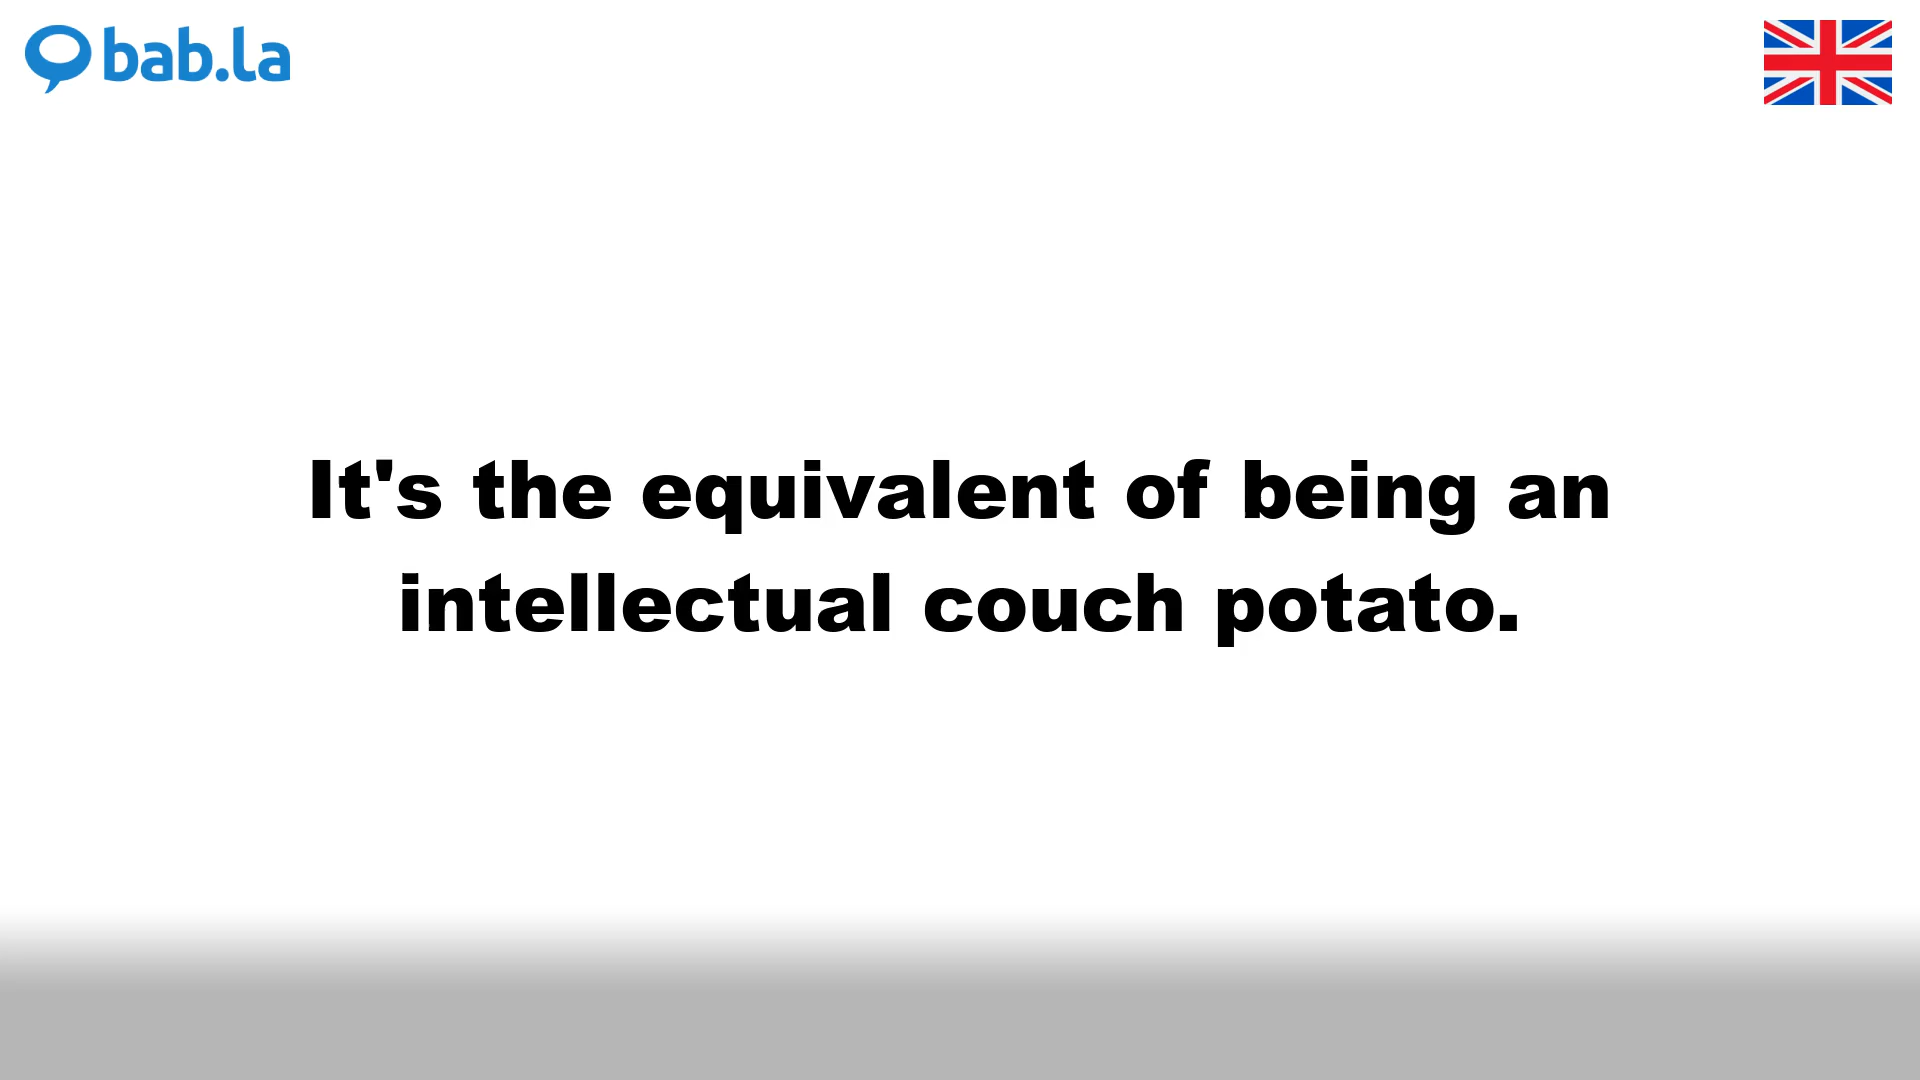 bab.la
It's the equivalent of being an
intellectual couch potato.